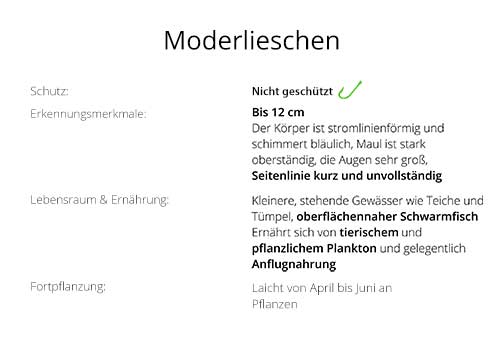 Moderlieschen
Schutz:
Nicht geschützt
Erkennungsmerkmale:
Bis 12 cm
Der Körper ist stromlinienförmig und
schimmert bläulich, Maul ist stark
oberständig, die Augen sehr groß,
Seitenlinie kurz und unvollständig
Lebensraum & Ernährung:
Kleinere, stehende Gewässer wie Teiche und
Tümpel, oberflächennaher Schwarmfisch
Ernährt sich von tierischem und
pflanzlichem Plankton und gelegentlich
Anflugnahrung
Fortpflanzung:
Laicht von April bis Juni an
Pflanzen